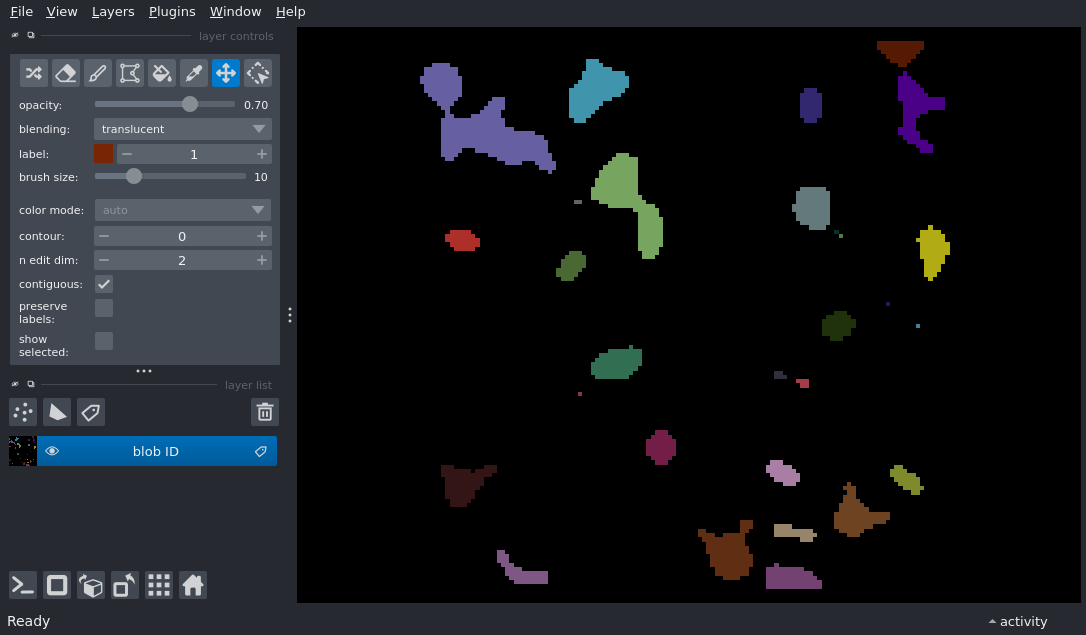 File View Layers Plugins Window Help
layer controls
opacity: 0.70
blending: translucent
label: 1
brush size: 10
color mode: auto
contour: 0
n edit dim: 2
contiguous:
preserve
labels:
show
selected:
layer list
blob ID
Ready
activity